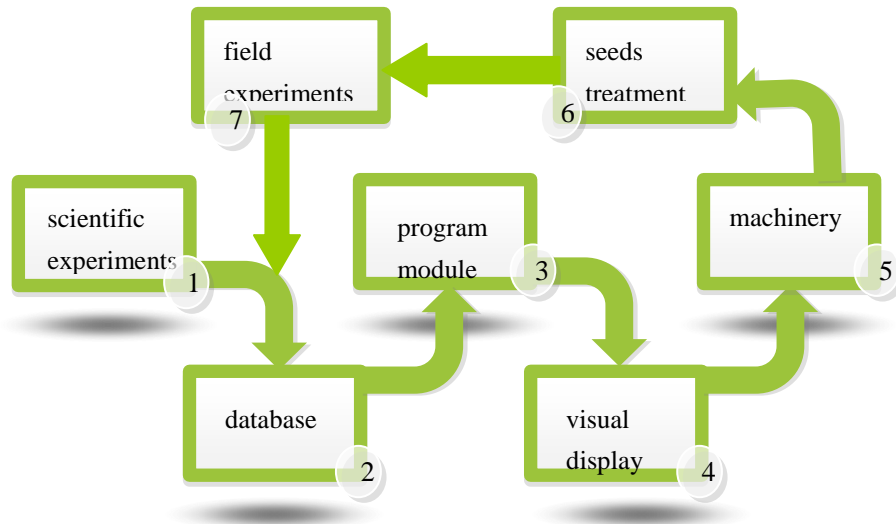 field
experiments
7
seeds
treatment
6
scientific
experiments
1
program
module
3
machinery
5
database
2
visual
display
4